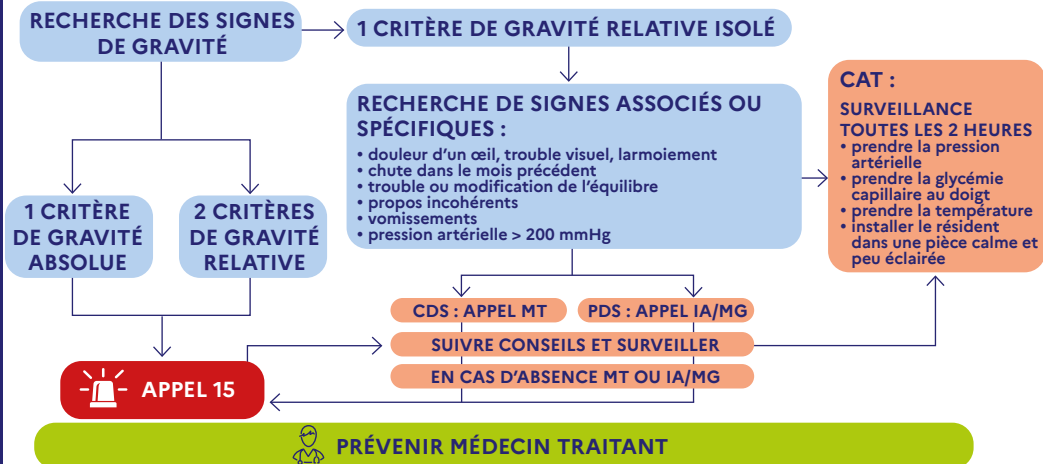 RECHERCHE DES SIGNES
DE GRAVITÉ
1 CRITÈRE DE GRAVITÉ RELATIVE ISOLÉ
RECHERCHE DE SIGNES ASSOCIÉS OU
SPÉCIFIQUES :
• douleur d'un œil, trouble visuel, larmoiement
• chute dans le mois précédent
• trouble ou modification de l'équilibre
• propos incohérents
• vomissements
• pression artérielle > 200 mmHg
CAT :
SURVEILLANCE
TOUTES LES 2 HEURES
• prendre la pression
artérielle
• prendre la glycémie
capillaire au doigt
• prendre la température
• installer le résident
dans une pièce calme et
peu éclairée
1 CRITÈRE
DE GRAVITÉ
ABSOLUE
2 CRITÈRES
DE GRAVITÉ
RELATIVE
CDS : APPEL MT
PDS : APPEL IA/MG
SUIVRE CONSEILS ET SURVEILLER
EN CAS D'ABSENCE MT OU IA/MG
APPEL 15
PRÉVENIR MÉDECIN TRAITANT